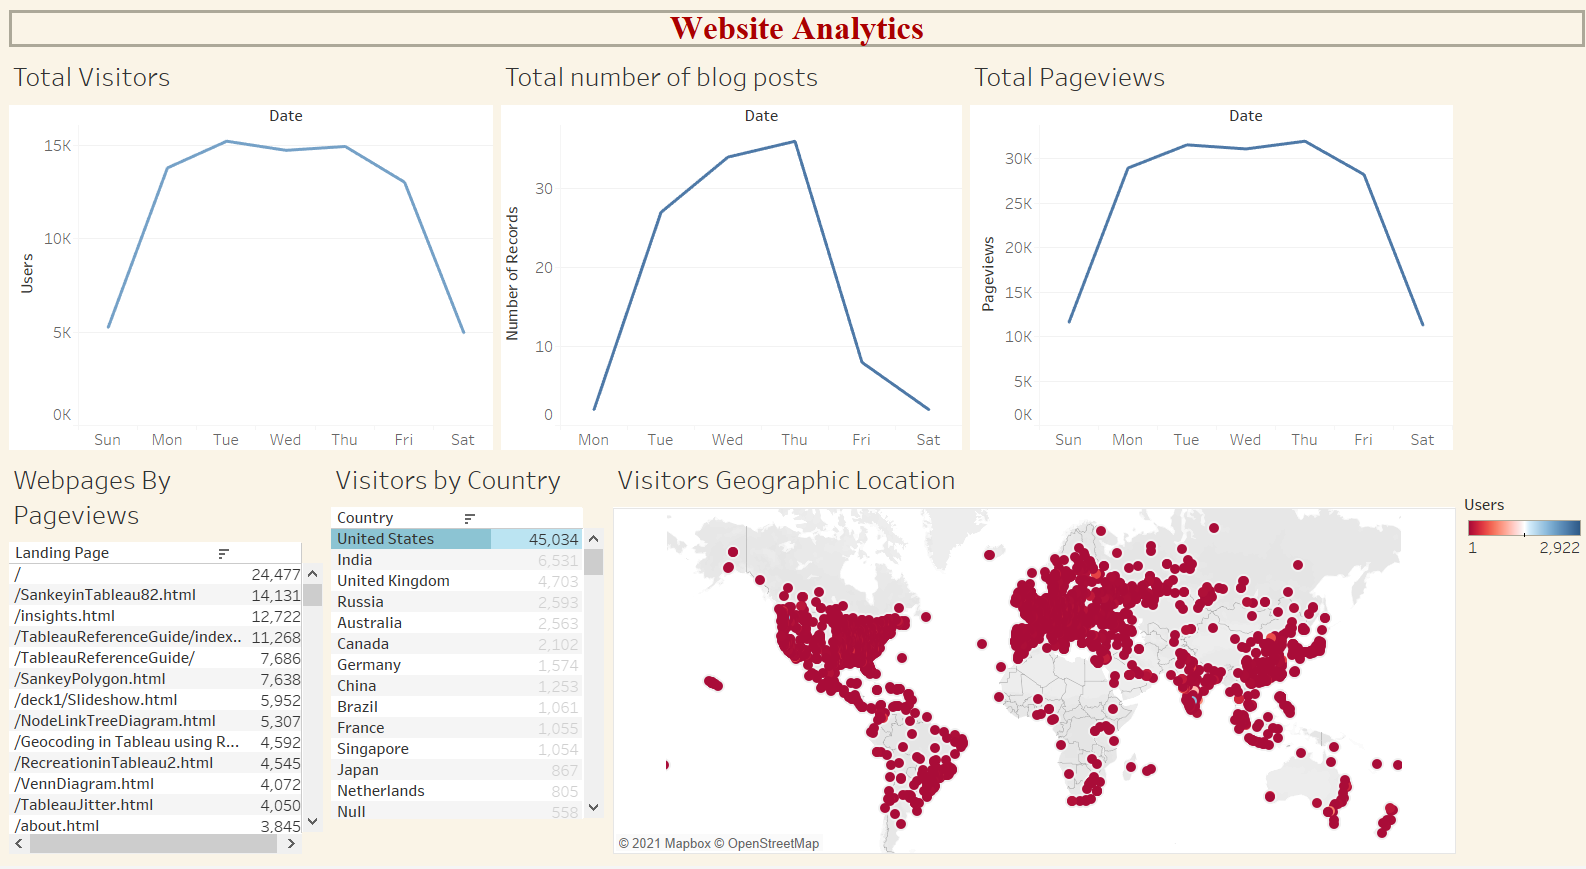 Website Analytics
Total Visitors
Date
Users
15K
10K
5K
0K
Sun Mon Tue Wed Thu Fri Sat
Total number of blog posts
Date
Number of Records
30
20
10
0
Mon Tue Wed Thu Fri Sat
Total Pageviews
Date
Pageviews
30K
25K
20K
15K
10K
5K
0K
Sun Mon Tue Wed Thu Fri Sat
Webpages By
Pageviews
Landing Page
/ 24,477
/SankeyinTableau82.html 14,131
/insights.html 12,722
/TableauReferenceGuide/index.. 11,268
/TableauReferenceGuide/ 7,686
/SankeyPolygon.html 7,638
/deck1/Slideshow.html 5,952
/NodeLinkTreeDiagram.html 5,307
/Geocoding in Tableau using R... 4,592
/RecreationinTableau2.html 4,545
/VennDiagram.html 4,072
/TableauJitter.html 4,050
/about.html 3,845
Visitors by Country
Country
United States 45,034
India 6,531
United Kingdom 4,703
Russia 2,593
Australia 2,563
Canada 2,102
Germany 1,574
China 1,253
Brazil 1,061
France 1,055
Singapore 1,054
Japan 867
Netherlands 805
Null 558
Visitors Geographic Location
© 2021 Mapbox © OpenStreetMap
Users
1 2,922